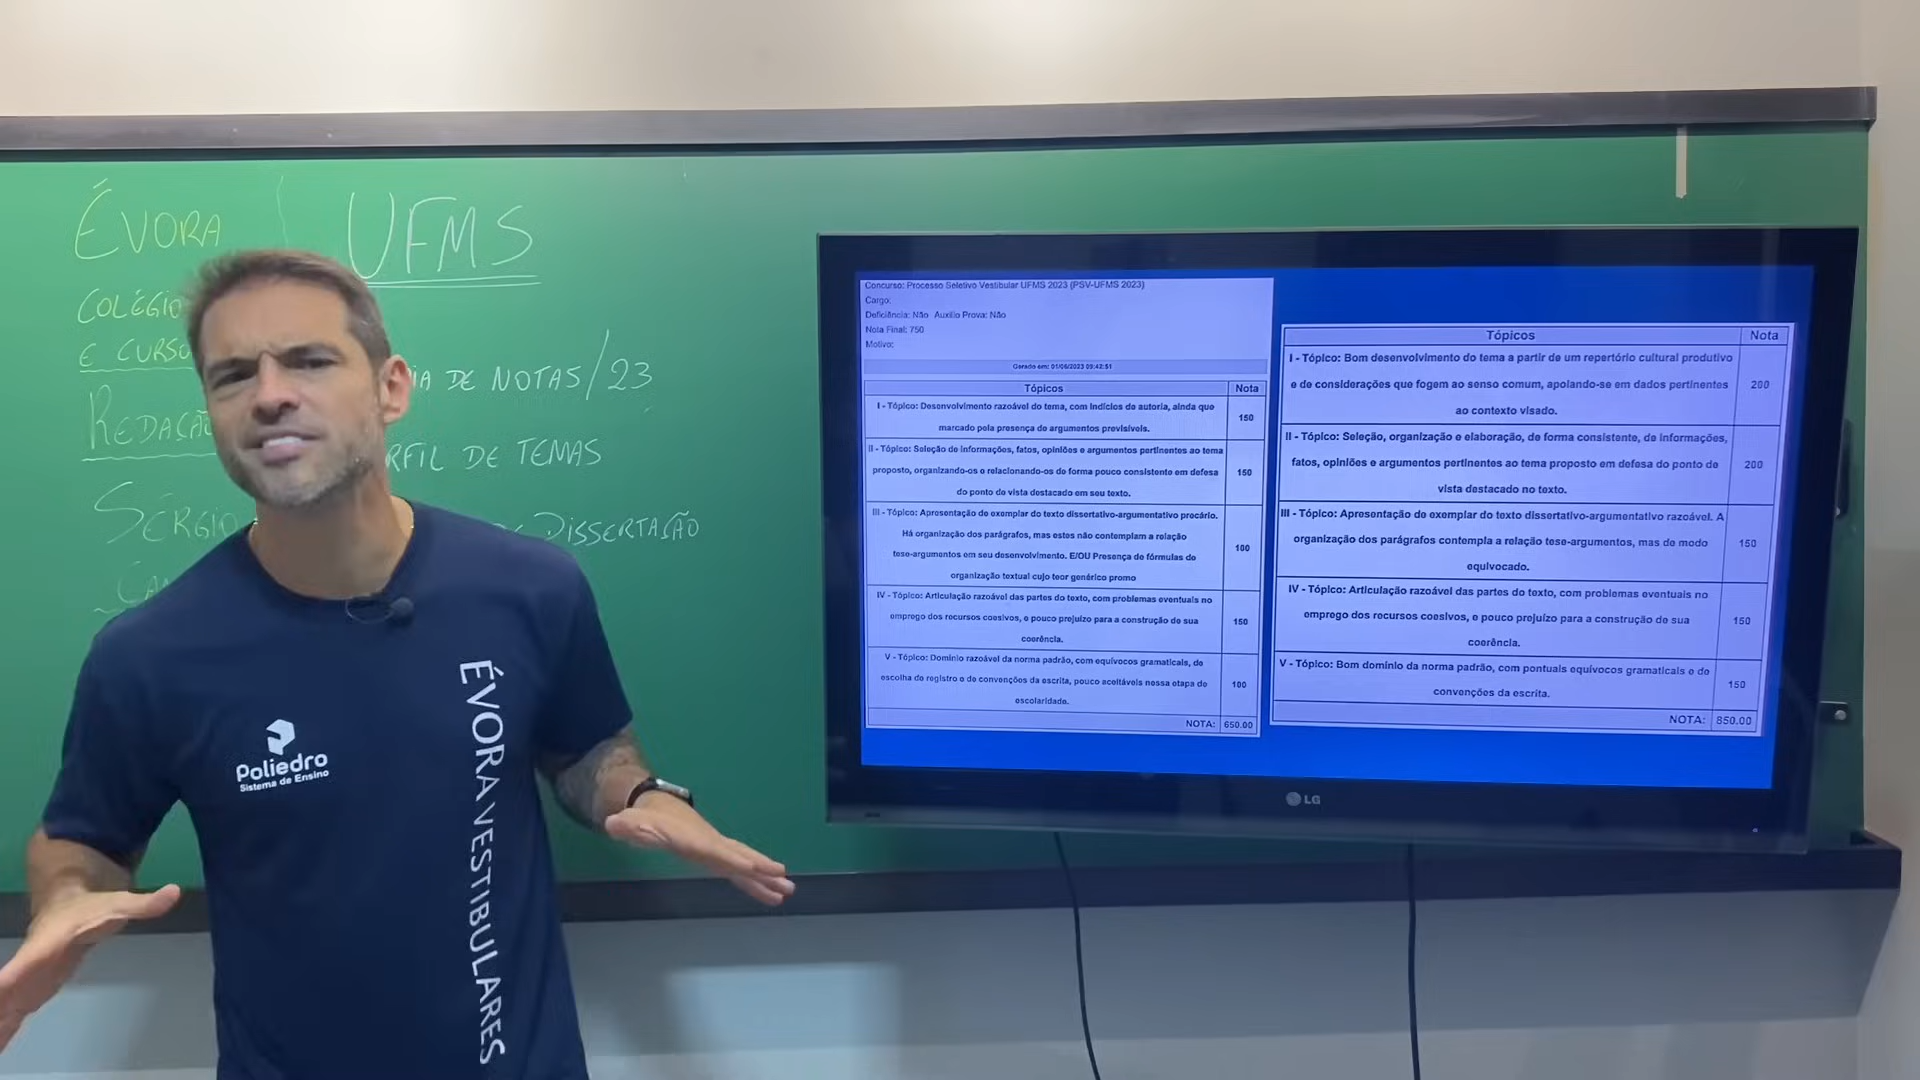 ÉVORA
COLÉGIO
E CURSO
REDAÇÃO
SÉRGIO
UFMS
DE NOTAS/23
DE TEMAS
DISSERTAÇÃO
Poliedro
Sistema de Ensino
ÉVORA VESTIBULARES
Concurso: Processo Seletivo Vestibular UFMS 2023 (PSV-UFMS 2023)
Cargo:
Deficiência: Não Auxilio Prova: Não
Nota Final: 750
Motivo:
Gerado em: 01/06/2023 09:42:51
Tópicos Nota
I - Tópico: Desenvolvimento razoável do tema, com indícios de autoria, ainda que
marcado pela presença de argumentos previsíveis.
150
II - Tópico: Seleção de informações, fatos, opiniões e argumentos pertinentes ao tema
proposto, organizando-os e relacionando-os de forma pouco consistente em defesa
do ponto de vista destacado em seu texto.
150
III - Tópico: Apresentação de exemplar do texto dissertativo-argumentativo precário.
Há organização dos parágrafos, mas estes não contemplam a relação
tese-argumentos em seu desenvolvimento. E/OU Presença de fórmulas de
organização textual cujo teor genérico promo
100
IV - Tópico: Articulação razoável das partes do texto, com problemas eventuais no
emprego dos recursos coesivos, e pouco prejuízo para a construção de sua
coerência.
150
V - Tópico: Domínio razoável da norma padrão, com equívocos gramaticais, de
escolha de registro e de convenções da escrita, pouco aceitáveis nessa etapa de
escolaridade.
100
NOTA: 650.00
Tópicos Nota
I - Tópico: Bom desenvolvimento do tema a partir de um repertório cultural produtivo
e de considerações que fogem ao senso comum, apoiando-se em dados pertinentes
ao contexto visado.
200
II - Tópico: Seleção, organização e elaboração, de forma consistente, de informações,
fatos, opiniões e argumentos pertinentes ao tema proposto em defesa do ponto de
vista destacado no texto.
200
III - Tópico: Apresentação de exemplar do texto dissertativo-argumentativo razoável. A
organização dos parágrafos contempla a relação tese-argumentos, mas de modo
equivocado.
150
IV - Tópico: Articulação razoável das partes do texto, com problemas eventuais no
emprego dos recursos coesivos, e pouco prejuízo para a construção de sua
coerência.
150
V - Tópico: Bom domínio da norma padrão, com pontuais equívocos gramaticais e de
convenções da escrita.
150
NOTA: 850.00
LG